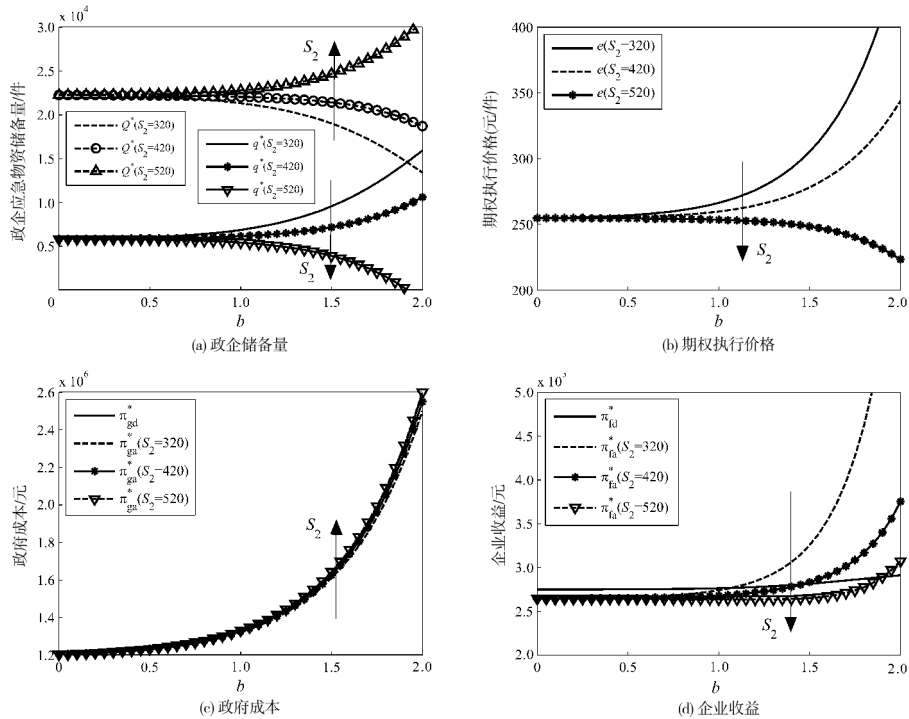 x 10⁴
3.0
2.5
2.0
1.5
1.0
0.5
0
0.5
1.0
1.5
2.0
b
政企应急物资储备量/件
S₂
Q*(S₂=320)
Q*(S₂=420)
Q*(S₂=520)
q*(S₂=320)
q*(S₂=420)
q*(S₂=520)
S₂
(a) 政企储备量
400
350
300
250
200
0
0.5
1.0
1.5
2.0
b
期权执行价格(元/件)
e(S₂=320)
e(S₂=420)
e(S₂=520)
S₂
(b) 期权执行价格
x 10⁶
2.6
2.4
2.2
2.0
1.8
1.6
1.4
1.2
0
0.5
1.0
1.5
2.0
b
政府成本/元
π*gd
π*ga(S₂=320)
π*ga(S₂=420)
π*ga(S₂=520)
S₂
(c) 政府成本
5.0
4.0
3.0
2.5
2.0
0
0.5
1.0
1.5
2.0
b
企业收益/元
π*fd
π*fa(S₂=320)
π*fa(S₂=420)
π*fa(S₂=520)
S₂
(d) 企业收益